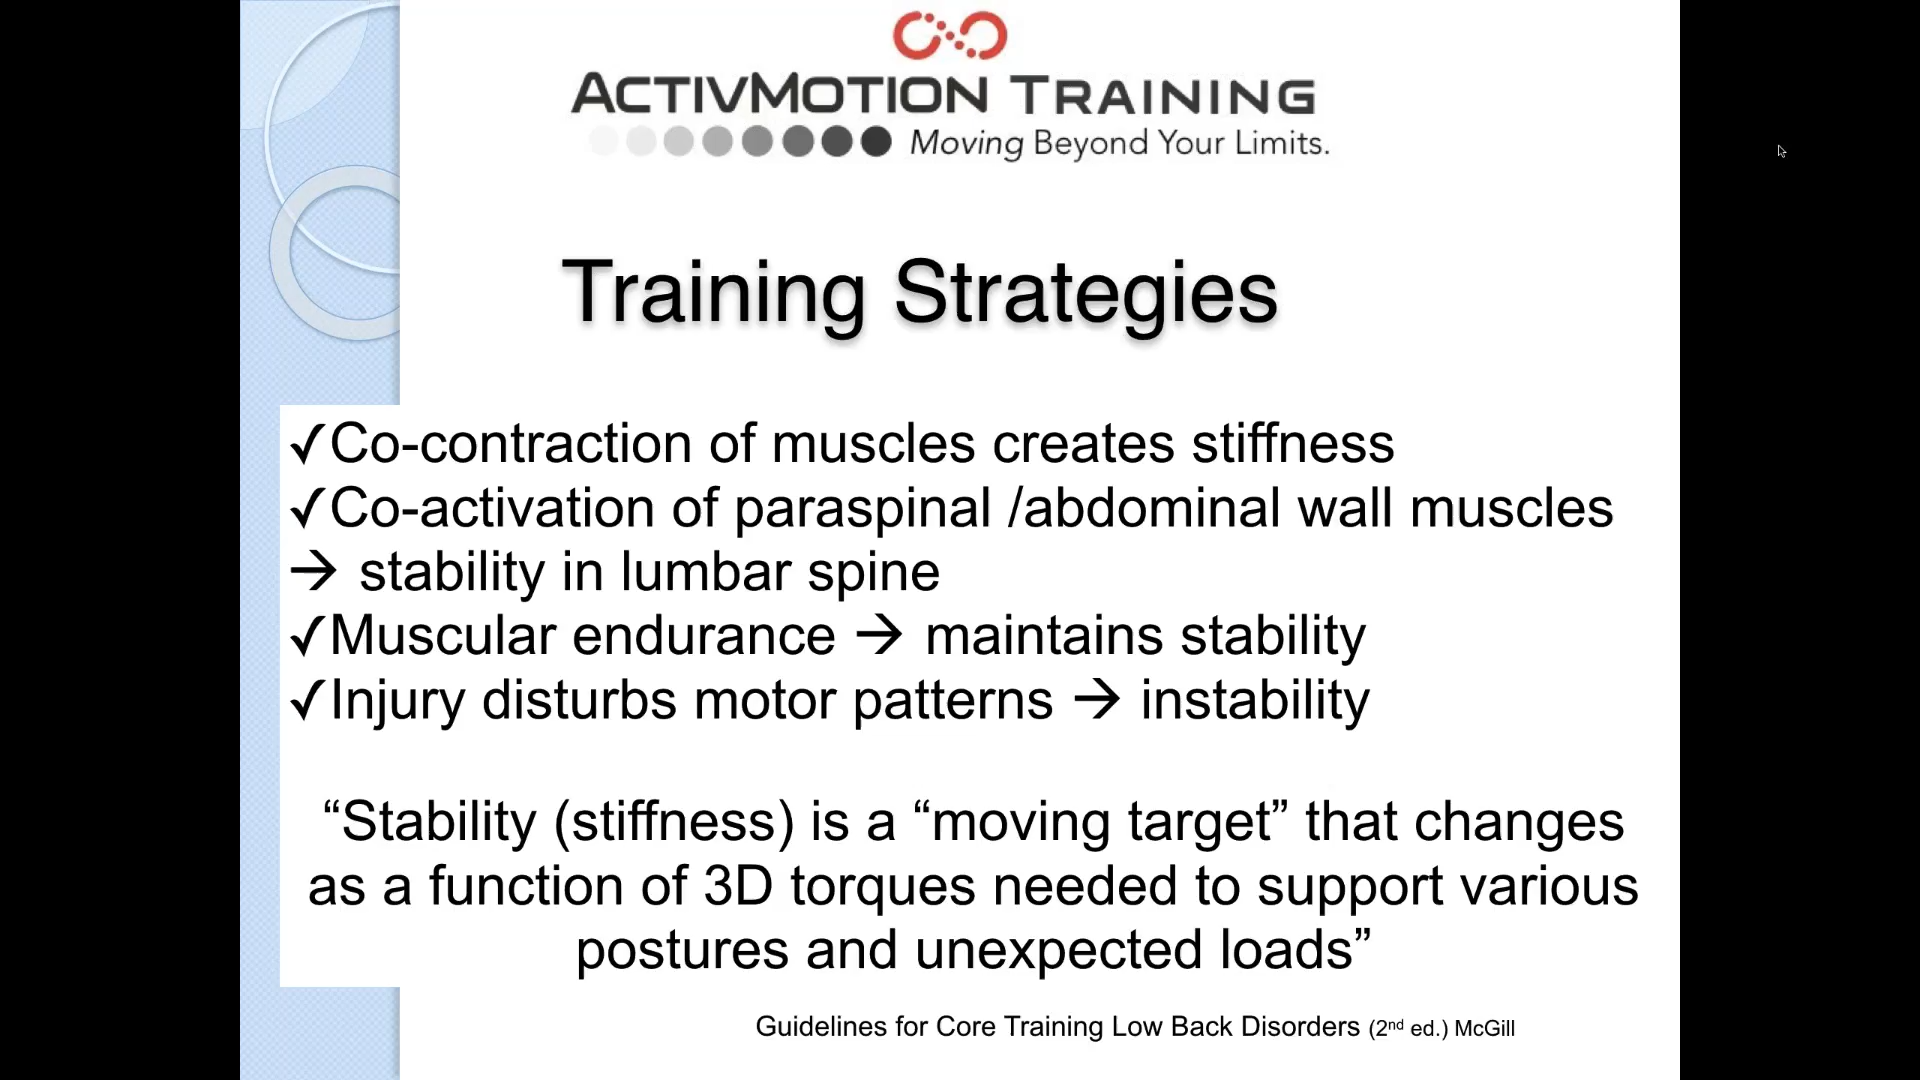 ACTIVMOTION TRAINING
Moving Beyond Your Limits.
Training Strategies
✓Co-contraction of muscles creates stiffness
✓Co-activation of paraspinal /abdominal wall muscles
→ stability in lumbar spine
✓Muscular endurance → maintains stability
✓Injury disturbs motor patterns → instability
“Stability (stiffness) is a “moving target” that changes
as a function of 3D torques needed to support various
postures and unexpected loads”
Guidelines for Core Training Low Back Disorders (2nd ed.) McGill